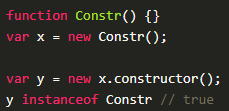 function Constr() {}
var x = new Constr();
var y = new x.constructor();
y instanceof Constr // true